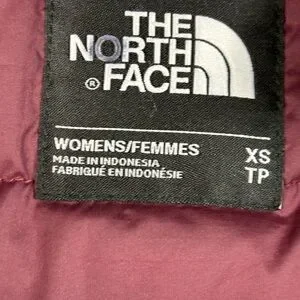 THE
NORTH
FACE®
WOMENS/FEMMES XS
MADE IN INDONESIA TP
FABRIQUÉ EN INDONÉSIE